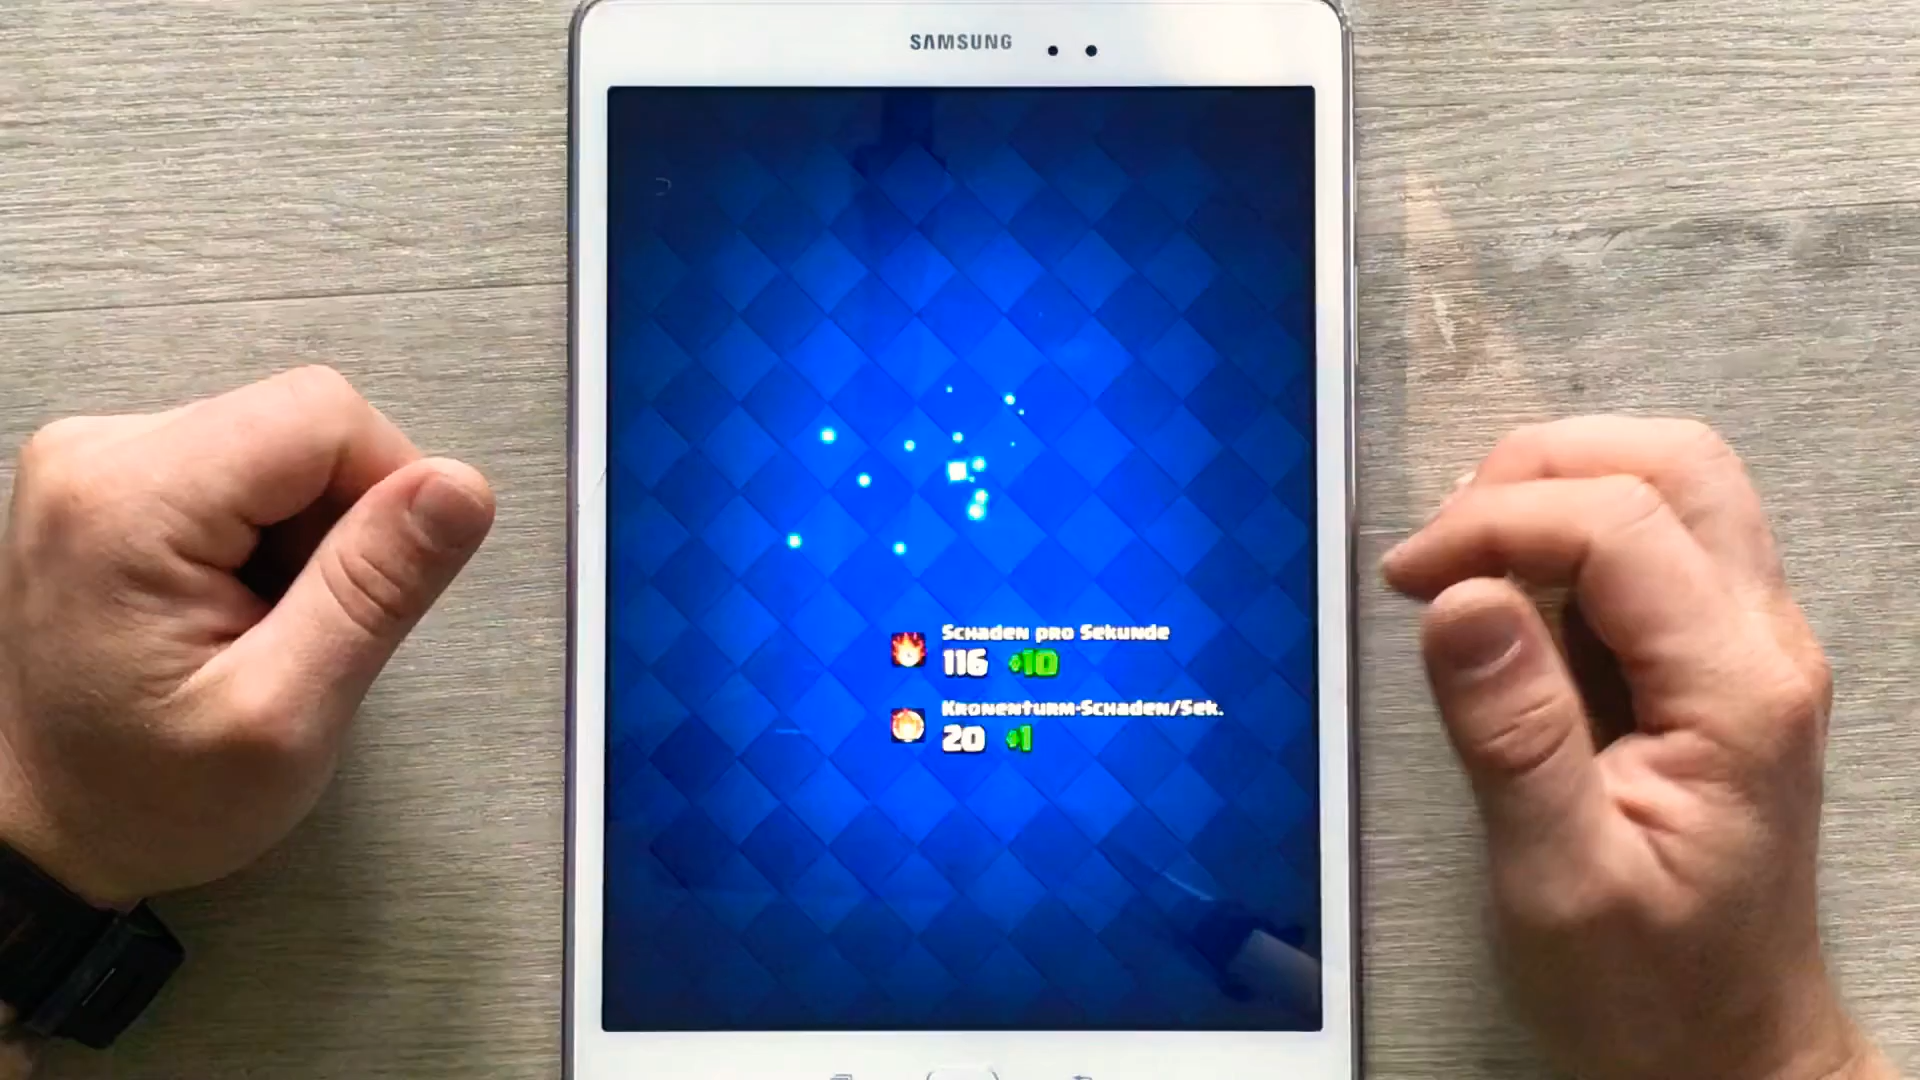 SAMSUNG
Schaden pro Sekunde
116 +10
Kronenturm-Schaden/Sek.
20 +1